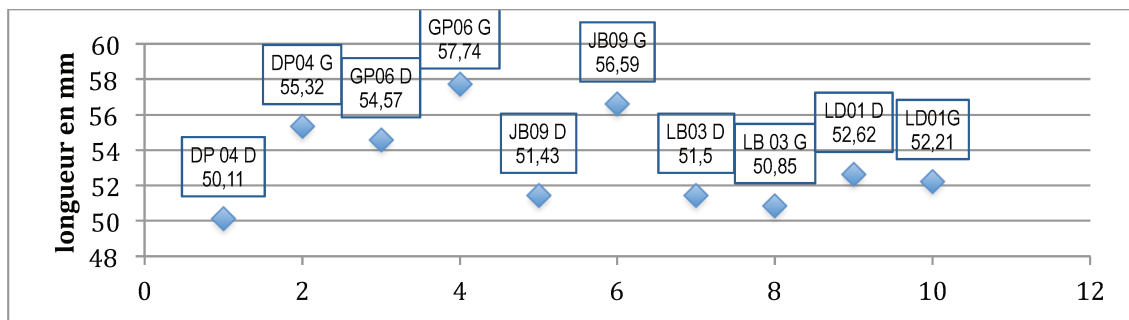 longueur en mm
60
58
56
54
52
50
48
0
2
4
6
8
10
12
DP 04 D
50,11
DP04 G
55,32
GP06 D
54,57
GP06 G
57,74
JB09 D
51,43
JB09 G
56,59
LB03 D
51,5
LB 03 G
50,85
LD01 D
52,62
LD01G
52,21